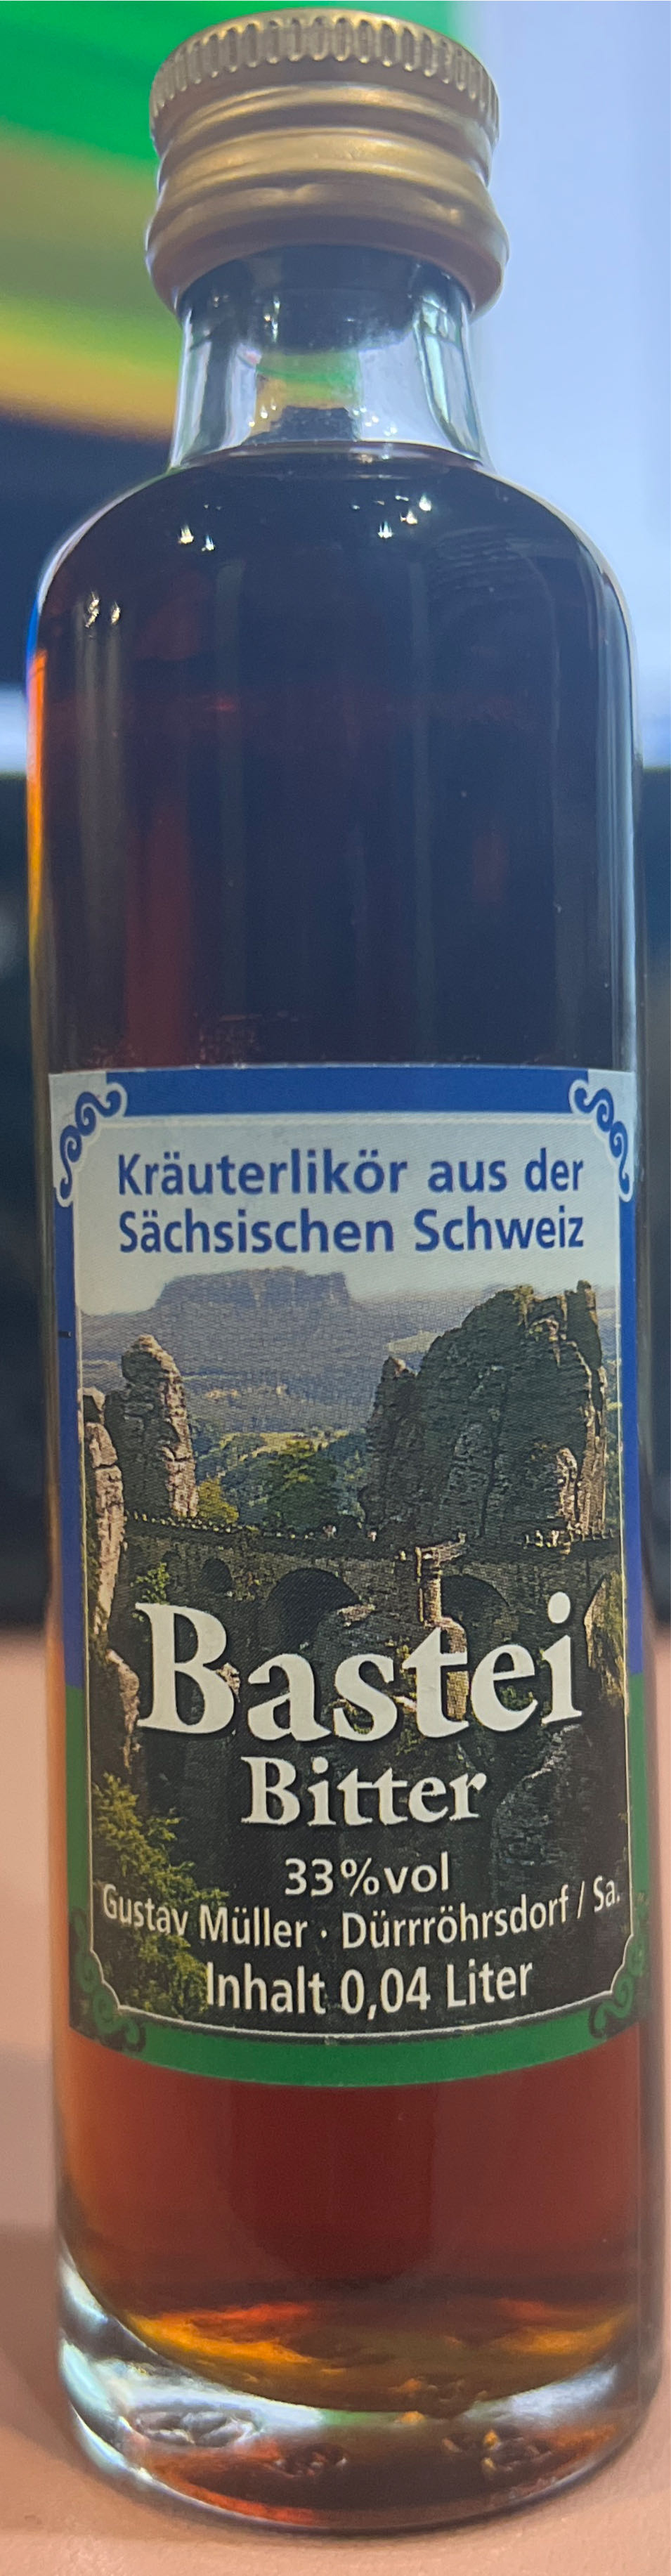 Kräuterlikör aus der
Sächsischen Schweiz
Bastei
Bitter
33%vol
Gustav Müller · Dürrröhrsdorf / Sa.
Inhalt 0,04 Liter